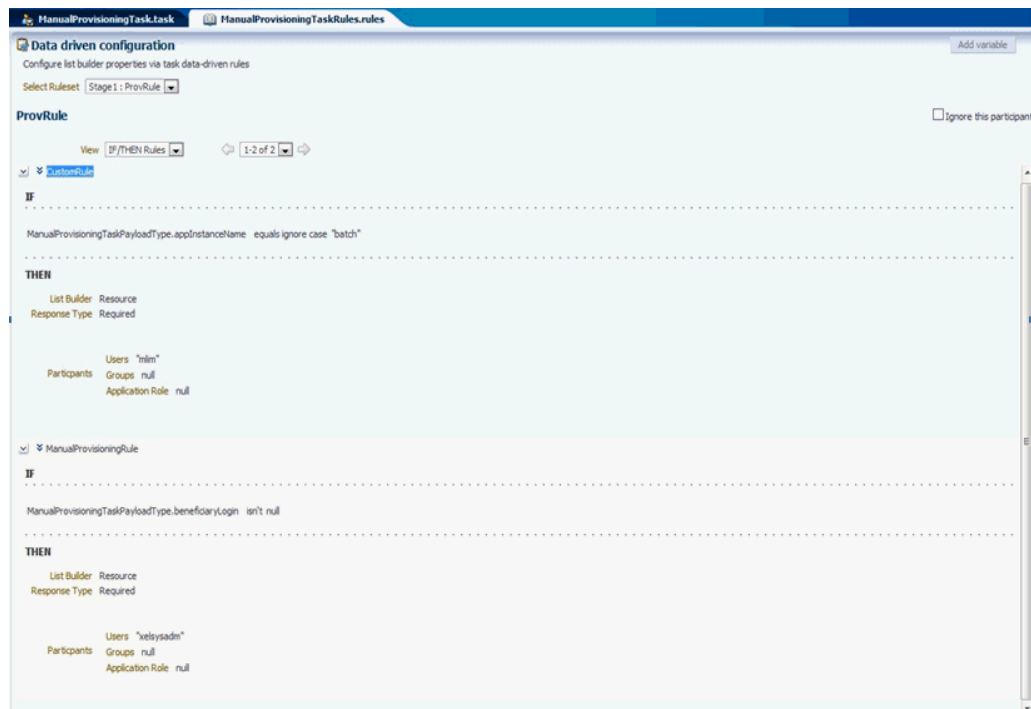 ManualProvisioningTask.task ManualProvisioningTaskRules.rules
Data driven configuration Add variable
Configure list builder properties via task data-driven rules
Select Ruleset Stage1 : ProvRule
ProvRule Ignore this participant
View IF/THEN Rules 1-2 of 2
CustomRule
IF
ManualProvisioningTaskPayloadType.appInstanceName equals ignore case "batch"
THEN
List Builder Resource
Response Type Required
Users "mlm"
Particpants Groups null
Application Role null
ManualProvisioningRule
IF
ManualProvisioningTaskPayloadType.beneficiaryLogin isn't null
THEN
List Builder Resource
Response Type Required
Users "xelsysadm"
Particpants Groups null
Application Role null